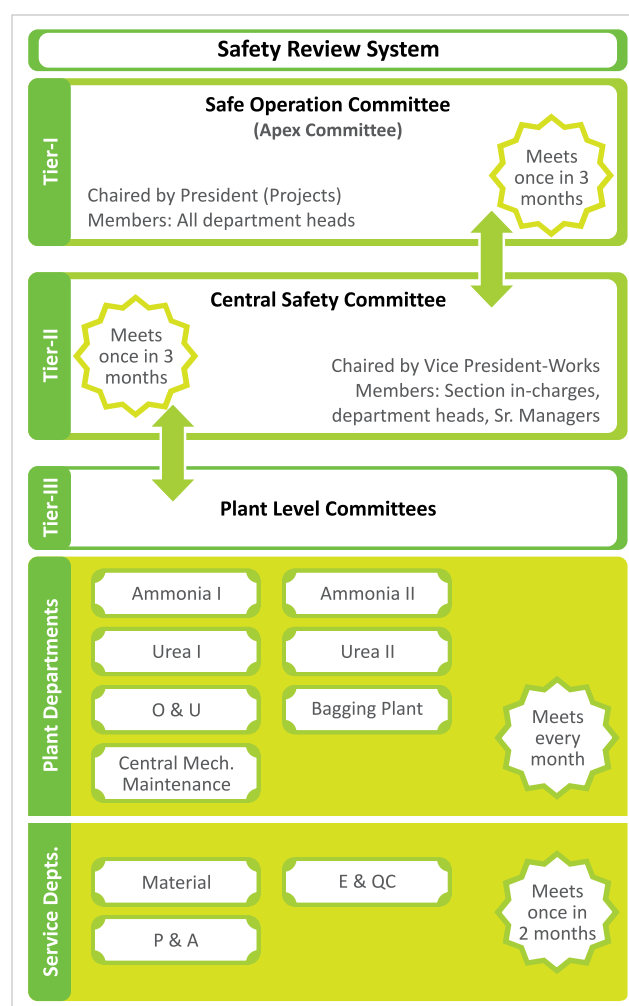 Safety Review System
Tier-I
Safe Operation Committee
(Apex Committee)
Chaired by President (Projects)
Members: All department heads
Meets
once in 3
months
Tier-II
Central Safety Committee
Meets
once in 3
months
Chaired by Vice President-Works
Members: Section in-charges,
department heads, Sr. Managers
Tier-III
Plant Level Committees
Plant Departments
Ammonia I
Ammonia II
Urea I
Urea II
O & U
Bagging Plant
Central Mech.
Maintenance
Meets
every
month
Service Depts.
Material
E & QC
P & A
Meets
once in
2 months